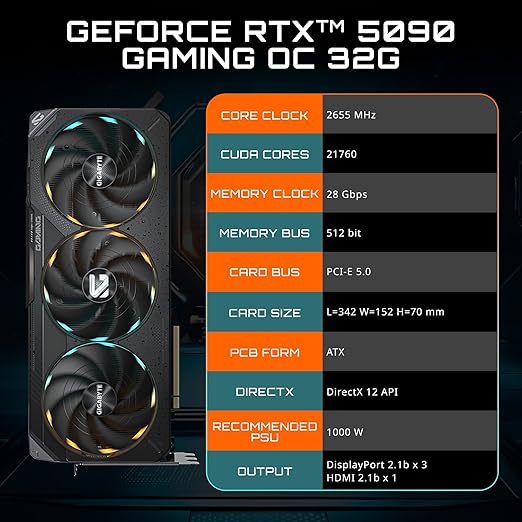 GEFORCE RTX™ 5090
GAMING OC 32G
CORE CLOCK 2655 MHz
CUDA CORES 21760
MEMORY CLOCK 28 Gbps
MEMORY BUS 512 bit
CARD BUS PCI-E 5.0
CARD SIZE L=342 W=152 H=70 mm
PCB FORM ATX
DIRECTX DirectX 12 API
RECOMMENDED
PSU 1000 W
OUTPUT DisplayPort 2.1b x 3
HDMI 2.1b x 1
GIGABYTE
GAMING
GIGABYTE